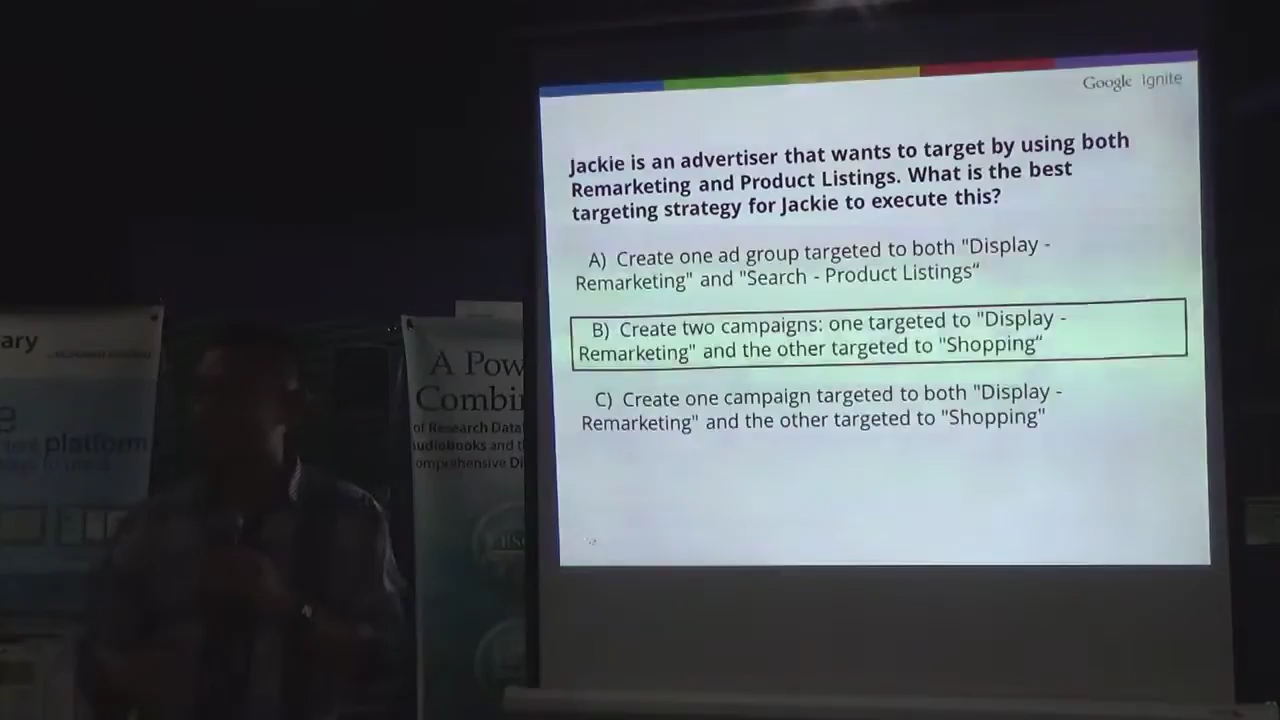 Google Ignite
Jackie is an advertiser that wants to target by using both
Remarketing and Product Listings. What is the best
targeting strategy for Jackie to execute this?
A) Create one ad group targeted to both "Display -
Remarketing" and "Search - Product Listings“
B) Create two campaigns: one targeted to "Display -
Remarketing" and the other targeted to "Shopping“
C) Create one campaign targeted to both "Display -
Remarketing" and the other targeted to "Shopping"
ary
e
platform
A Pow
Combi
of Research Data
udiobooks and t
omprehensive Di